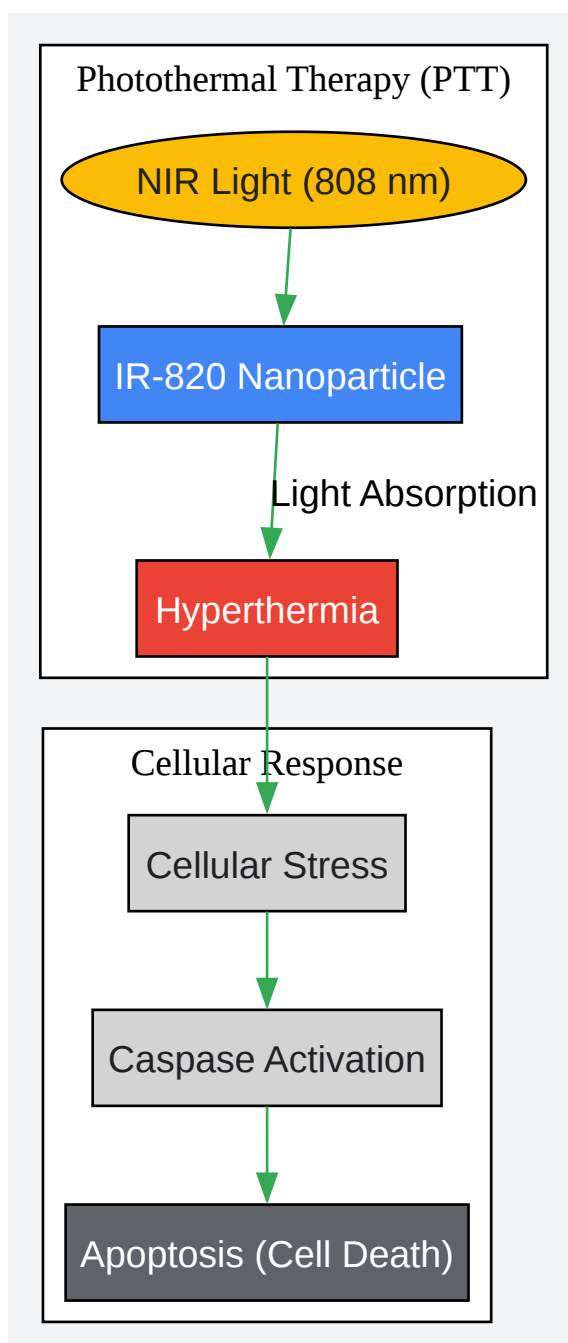 Photothermal Therapy (PTT)
NIR Light (808 nm)
IR-820 Nanoparticle
Light Absorption
Hyperthermia
Cellular Response
Cellular Stress
Caspase Activation
Apoptosis (Cell Death)